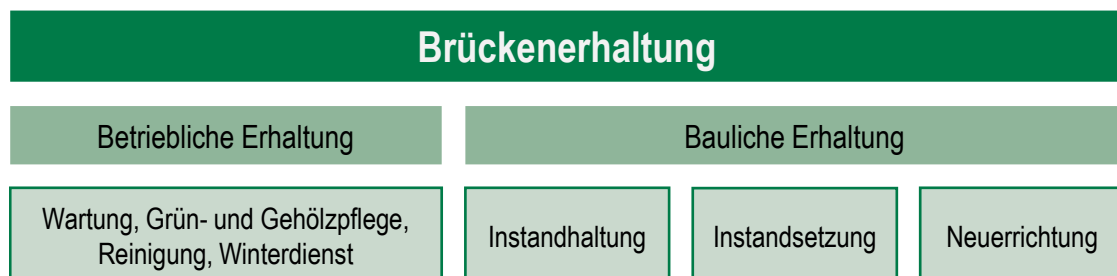 Brückenerhaltung
Betriebliche Erhaltung
Bauliche Erhaltung
Wartung, Grün- und Gehölzpflege,
Reinigung, Winterdienst
Instandhaltung
Instandsetzung
Neuerrichtung